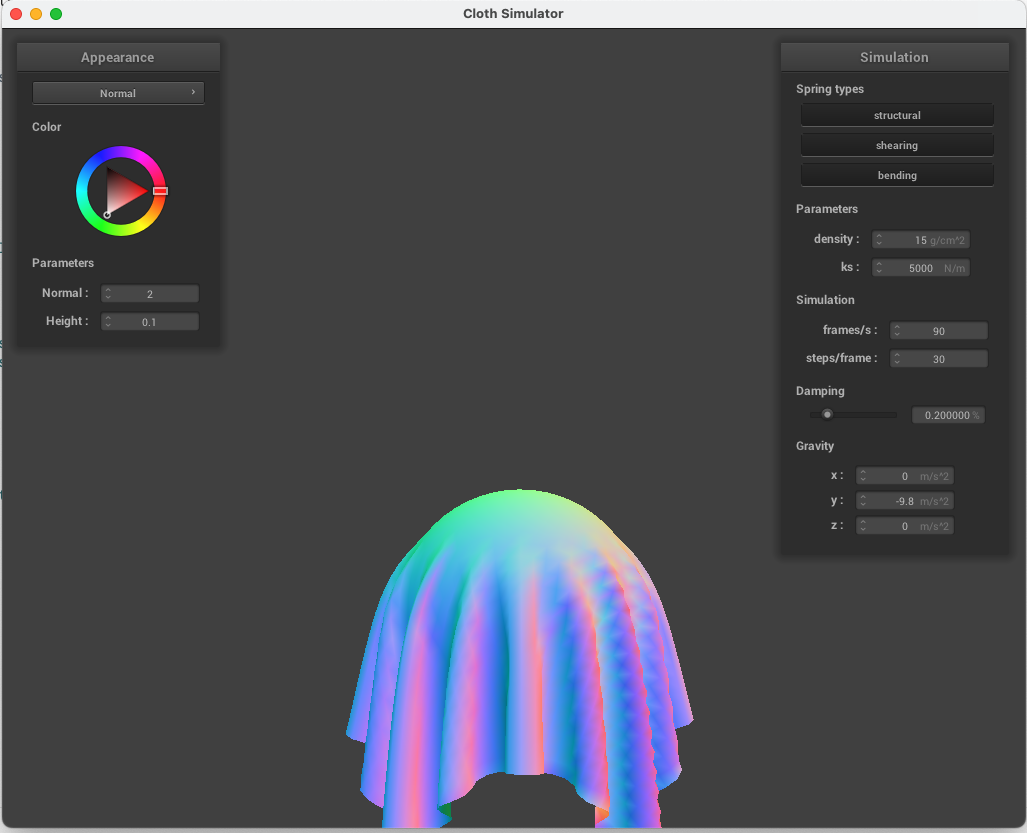 Cloth Simulator
Appearance
Normal
Color
Parameters
Normal : 2
Height : 0.1
Simulation
Spring types
structural
shearing
bending
Parameters
density : 15 g/cm^2
ks : 5000 N/m
Simulation
frames/s : 90
steps/frame : 30
Damping
0.200000 %
Gravity
x : 0 m/s^2
y : -9.8 m/s^2
z : 0 m/s^2